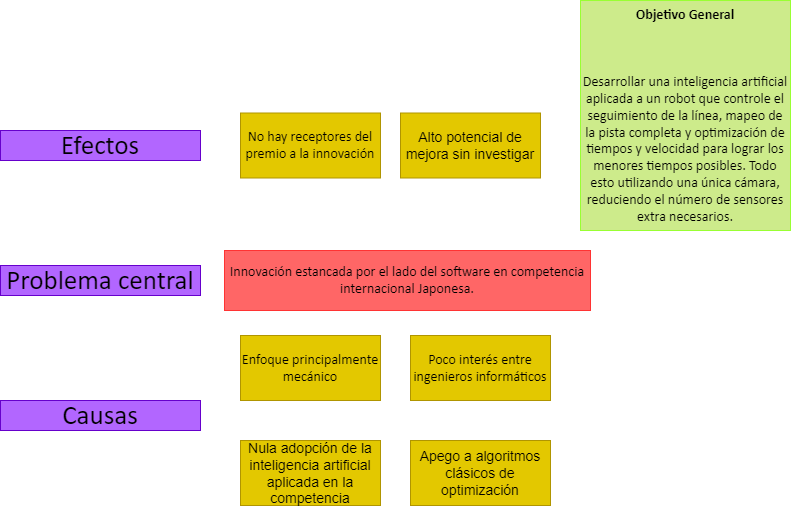 Objetivo General
Desarrollar una inteligencia artificial
aplicada a un robot que controle el
seguimiento de la línea, mapeo de
la pista completa y optimización de
tiempos y velocidad para lograr los
menores tiempos posibles. Todo
esto utilizando una única cámara,
reduciendo el número de sensores
extra necesarios.
Efectos
No hay receptores del
premio a la innovación
Alto potencial de
mejora sin investigar
Problema central
Innovación estancada por el lado del software en competencia
internacional Japonesa.
Causas
Enfoque principalmente
mecánico
Poco interés entre
ingenieros informáticos
Nula adopción de la
inteligencia artificial
aplicada en la
competencia
Apego a algoritmos
clásicos de
optimización